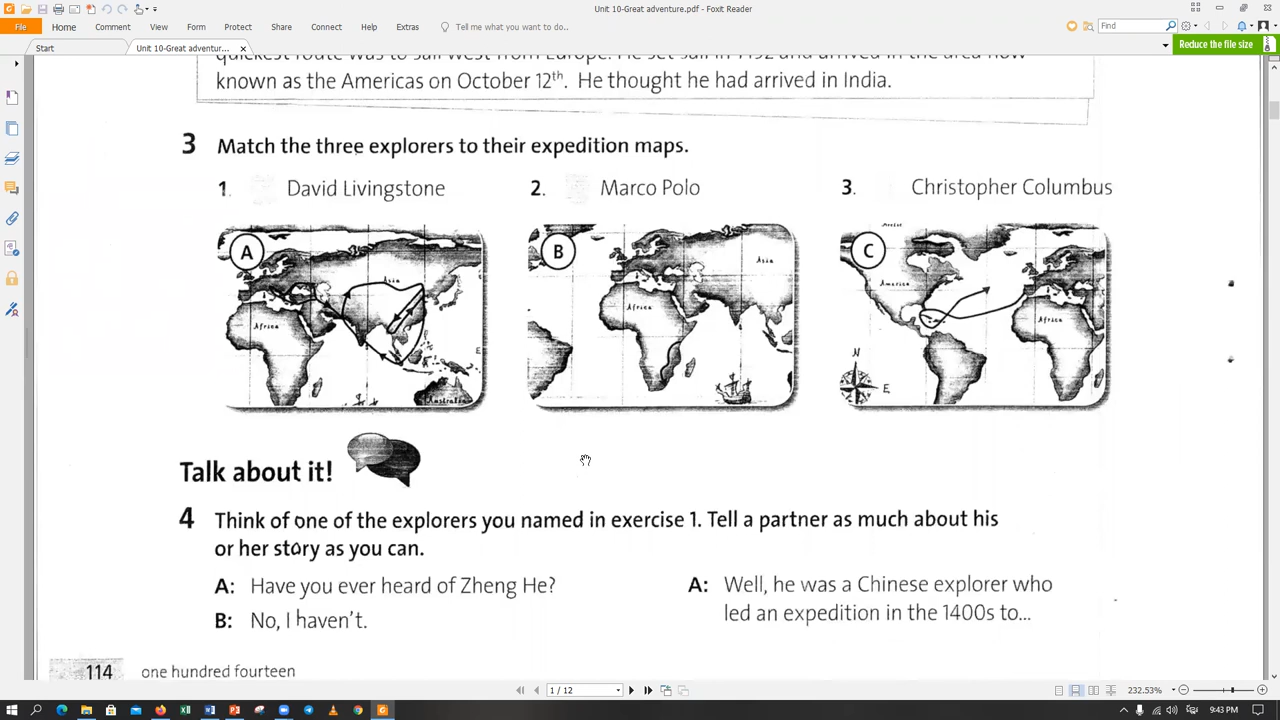 Unit 10-Great adventure.pdf - Foxit Reader
File Home Comment View Form Protect Share Connect Help Extras Tell me what you want to do.. Find
Start Unit 10-Great adventur... Reduce the file size
known as the Americas on October 12th. He thought he had arrived in India.
3 Match the three explorers to their expedition maps.
1. David Livingstone 2. Marco Polo 3. Christopher Columbus
A Asia Africa Australia E
B Asia Africa
C Arctic America Africa N E
Talk about it!
4 Think of one of the explorers you named in exercise 1. Tell a partner as much about his
or her story as you can.
A: Have you ever heard of Zheng He?
B: No, I haven't.
A: Well, he was a Chinese explorer who
led an expedition in the 1400s to...
114 one hundred fourteen
1 / 12 232.53%
9:43 PM